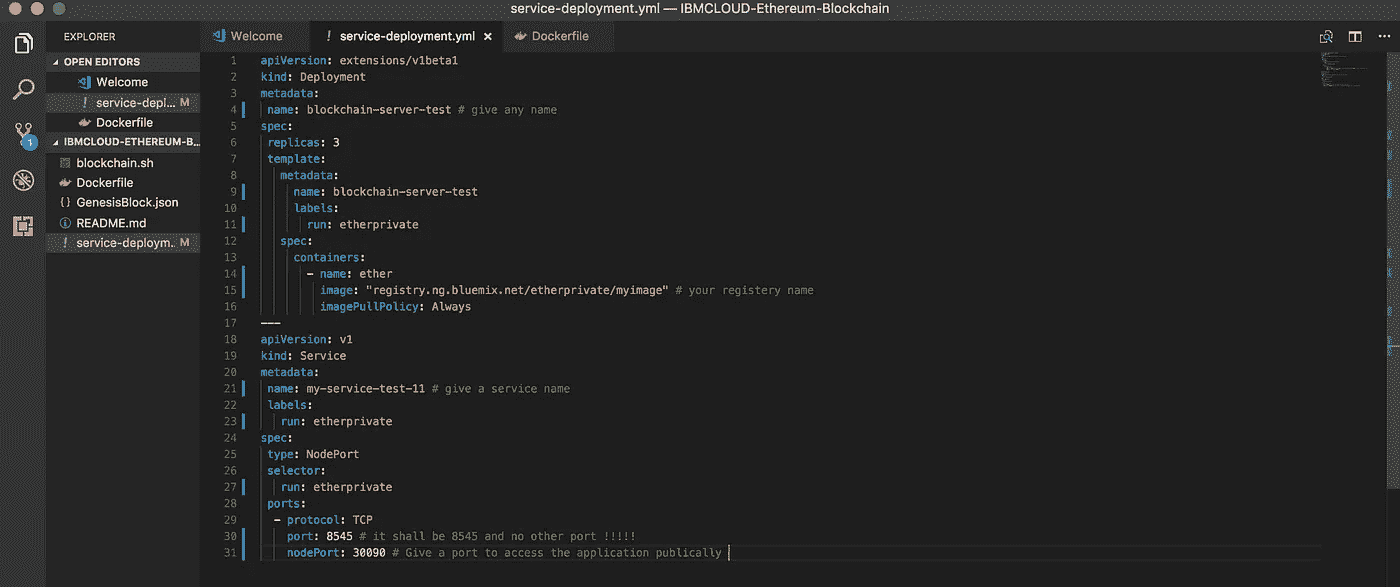 service-deployment.yml — IBMCLOUD-Ethereum-Blockchain
EXPLORER
OPEN EDITORS
Welcome
service-depl... M
Dockerfile
IBMCLOUD-ETHEREUM-B...
blockchain.sh
Dockerfile
{} GenesisBlock.json
README.md
! service-deploym... M
1
Welcome
! service-deployment.yml ×
Dockerfile
1 apiVersion: extensions/v1beta1
2 kind: Deployment
3 metadata:
4 name: blockchain-server-test # give any name
5 spec:
6 replicas: 3
7 template:
8 metadata:
9 name: blockchain-server-test
10 labels:
11 run: etherprivate
12 spec:
13 containers:
14 - name: ether
15 image: "registry.ng.bluemix.net/etherprivate/myimage" # your registery name
16 imagePullPolicy: Always
17 ---
18 apiVersion: v1
19 kind: Service
20 metadata:
21 name: my-service-test-11 # give a service name
22 labels:
23 run: etherprivate
24 spec:
25 type: NodePort
26 selector:
27 run: etherprivate
28 ports:
29 - protocol: TCP
30 port: 8545 # it shall be 8545 and no other port !!!!!
31 nodePort: 30090 # Give a port to access the application publically